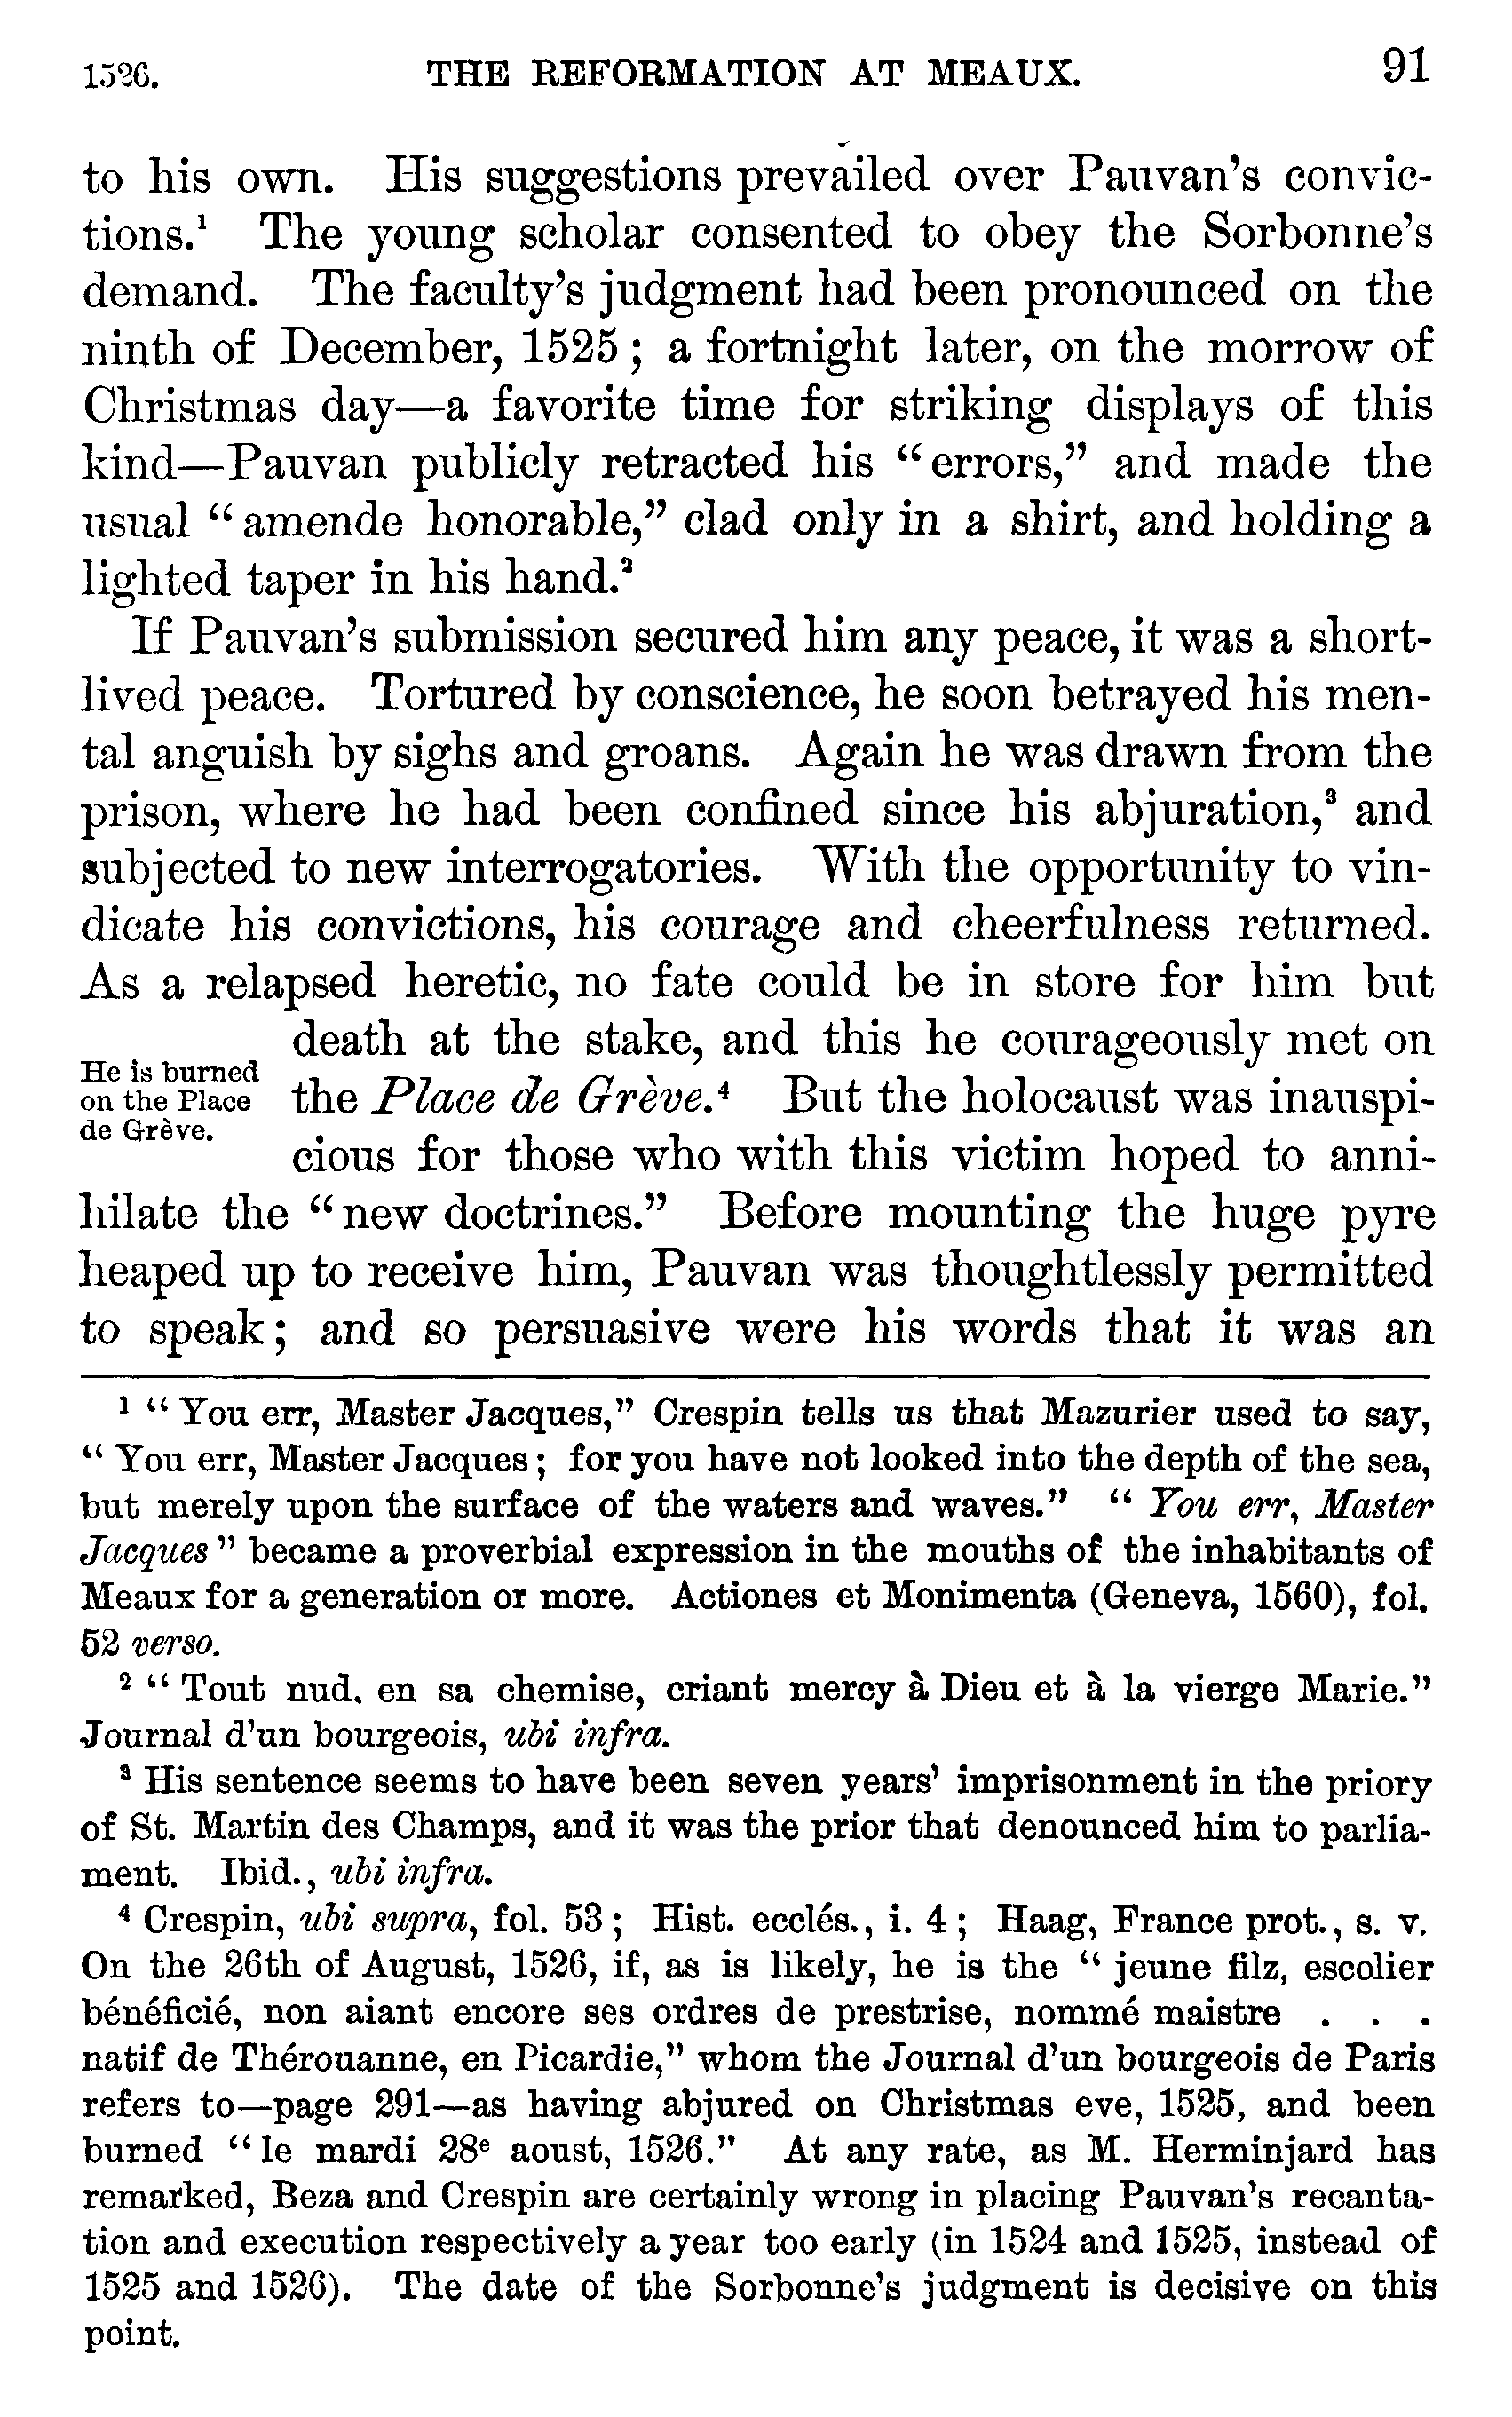 1526. THE REFORMATION AT MEAUX. 91
to his own. His suggestions prevailed over Pauvan's convic-
tions.¹ The young scholar consented to obey the Sorbonne's
demand. The faculty's judgment had been pronounced on the
ninth of December, 1525; a fortnight later, on the morrow of
Christmas day—a favorite time for striking displays of this
kind—Pauvan publicly retracted his "errors," and made the
usual "amende honorable," clad only in a shirt, and holding a
lighted taper in his hand.²
If Pauvan's submission secured him any peace, it was a short-
lived peace. Tortured by conscience, he soon betrayed his men-
tal anguish by sighs and groans. Again he was drawn from the
prison, where he had been confined since his abjuration,³ and
subjected to new interrogatories. With the opportunity to vin-
dicate his convictions, his courage and cheerfulness returned.
As a relapsed heretic, no fate could be in store for him but
death at the stake, and this he courageously met on
He is burned
on the Place
de Grève.
the Place de Grève.⁴ But the holocaust was inauspi-
cious for those who with this victim hoped to anni-
hilate the "new doctrines." Before mounting the huge pyre
heaped up to receive him, Pauvan was thoughtlessly permitted
to speak; and so persuasive were his words that it was an
¹ "You err, Master Jacques," Crespin tells us that Mazurier used to say,
"You err, Master Jacques; for you have not looked into the depth of the sea,
but merely upon the surface of the waters and waves." "You err, Master
Jacques" became a proverbial expression in the mouths of the inhabitants of
Meaux for a generation or more. Actiones et Monimenta (Geneva, 1560), fol.
52 verso.
² "Tout nud, en sa chemise, criant mercy à Dieu et à la vierge Marie."
Journal d'un bourgeois, ubi infra.
³ His sentence seems to have been seven years' imprisonment in the priory
of St. Martin des Champs, and it was the prior that denounced him to parlia-
ment. Ibid., ubi infra.
⁴ Crespin, ubi supra, fol. 53; Hist. ecclés., i. 4; Haag, France prot., s. v.
On the 26th of August, 1526, if, as is likely, he is the "jeune filz, escolier
bénéficié, non aiant encore ses ordres de prestrise, nommé maistre . . .
natif de Thérouanne, en Picardie," whom the Journal d'un bourgeois de Paris
refers to—page 291—as having abjured on Christmas eve, 1525, and been
burned "le mardi 28ᵉ aoust, 1526." At any rate, as M. Herminjard has
remarked, Beza and Crespin are certainly wrong in placing Pauvan's recanta-
tion and execution respectively a year too early (in 1524 and 1525, instead of
1525 and 1526). The date of the Sorbonne's judgment is decisive on this
point.